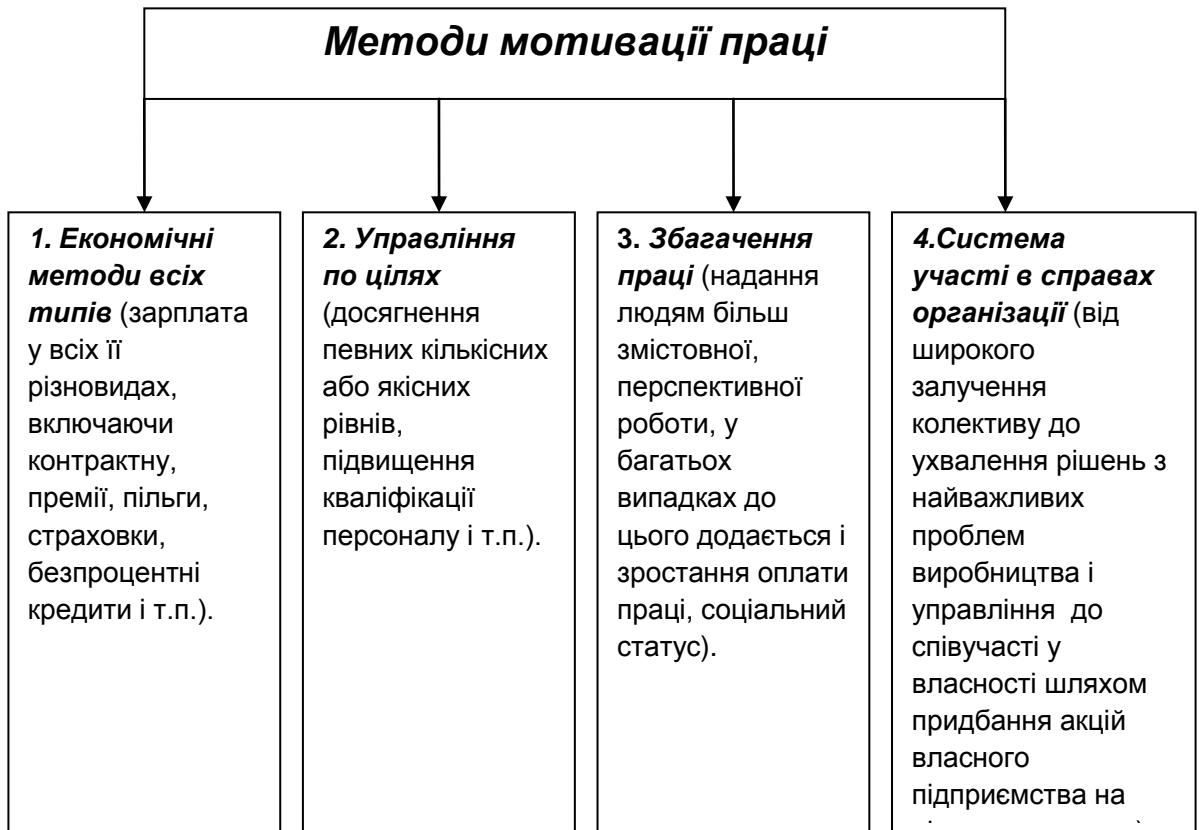 Методи мотивації праці
1. Економічні
методи всіх
типів (зарплата
у всіх її
різновидах,
включаючи
контрактну,
премії, пільги,
страховки,
безпроцентні
кредити і т.п.).
2. Управління
по цілях
(досягнення
певних кількісних
або якісних
рівнів,
підвищення
кваліфікації
персоналу і т.п.).
3. Збагачення
праці (надання
людям більш
змістовної,
перспективної
роботи, у
багатьох
випадках до
цього додається і
зростання оплати
праці, соціальний
статус).
4.Система
участі в справах
організації (від
широкого
залучення
колективу до
ухвалення рішень з
найважливих
проблем
виробництва і
управління до
співучасті у
власності шляхом
придбання акцій
власного
підприємства на